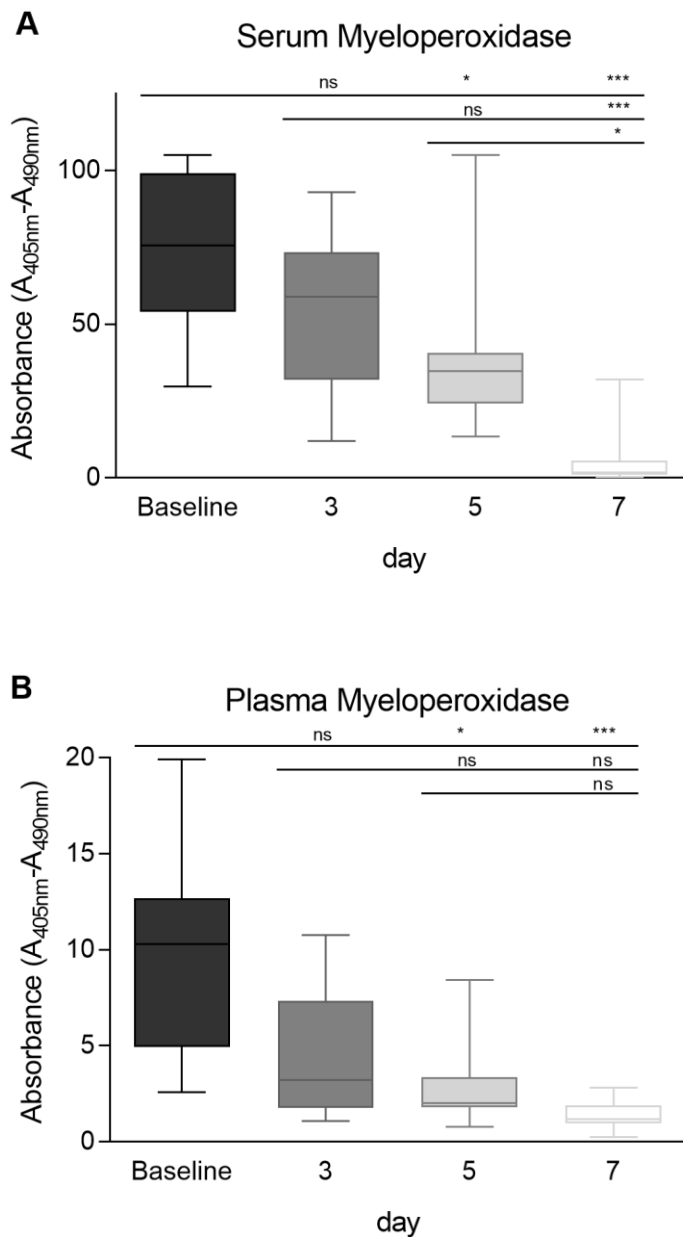 A
Serum Myeloperoxidase
ns * ***
ns ***
*
Absorbance (A405nm-A490nm)
100
50
0
Baseline 3 5 7
day
B
Plasma Myeloperoxidase
ns * ***
ns ns
ns
Absorbance (A405nm-A490nm)
20
15
10
5
0
Baseline 3 5 7
day